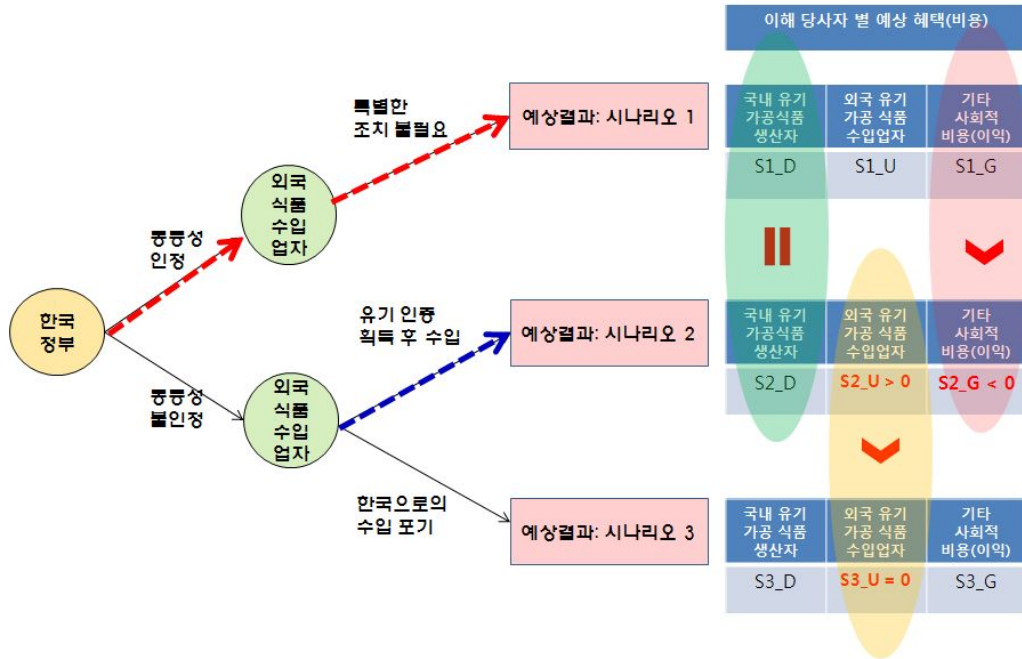 이해 당사자 별 예상 혜택(비용)
특별한
조치 불필요
예상결과: 시나리오 1
국내 유기
가공식품
생산자
외국 유기
가공 식품
수입업자
기타
사회적
비용(이익)
S1_D
S1_U
S1_G
외국
식품
수입
업자
동등성
인정
한국
정부
유기 인증
획득 후 수입
예상결과: 시나리오 2
국내 유기
가공식품
생산자
외국 유기
가공 식품
수입업자
기타
사회적
비용(이익)
S2_D
S2_U > 0
S2_G < 0
동등성
불인정
외국
식품
수입
업자
한국으로의
수입 포기
예상결과: 시나리오 3
국내 유기
가공 식품
생산자
외국 유기
가공 식품
수입업자
기타
사회적
비용(이익)
S3_D
S3_U = 0
S3_G